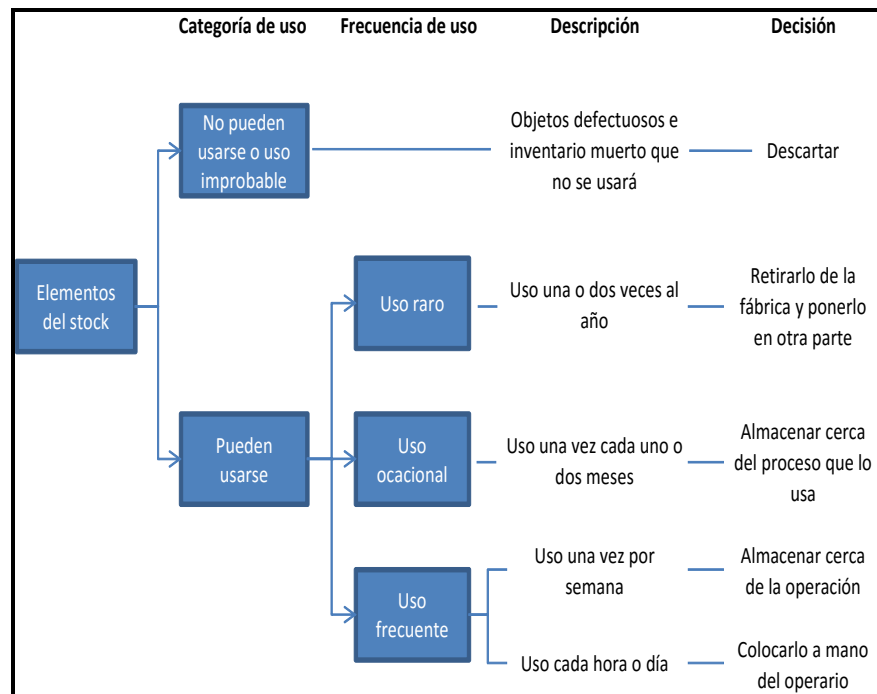 Categoría de uso
Frecuencia de uso
Descripción
Decisión
No pueden
usarse o uso
improbable
Objetos defectuosos e
inventario muerto que
no se usará
Descartar
Elementos
del stock
Uso raro
Uso una o dos veces al
año
Retirarlo de la
fábrica y ponerlo
en otra parte
Pueden
usarse
Uso
ocacional
Uso una vez cada uno o
dos meses
Almacenar cerca
del proceso que lo
usa
Uso
frecuente
Uso una vez por
semana
Almacenar cerca
de la operación
Uso cada hora o día
Colocarlo a mano
del operario